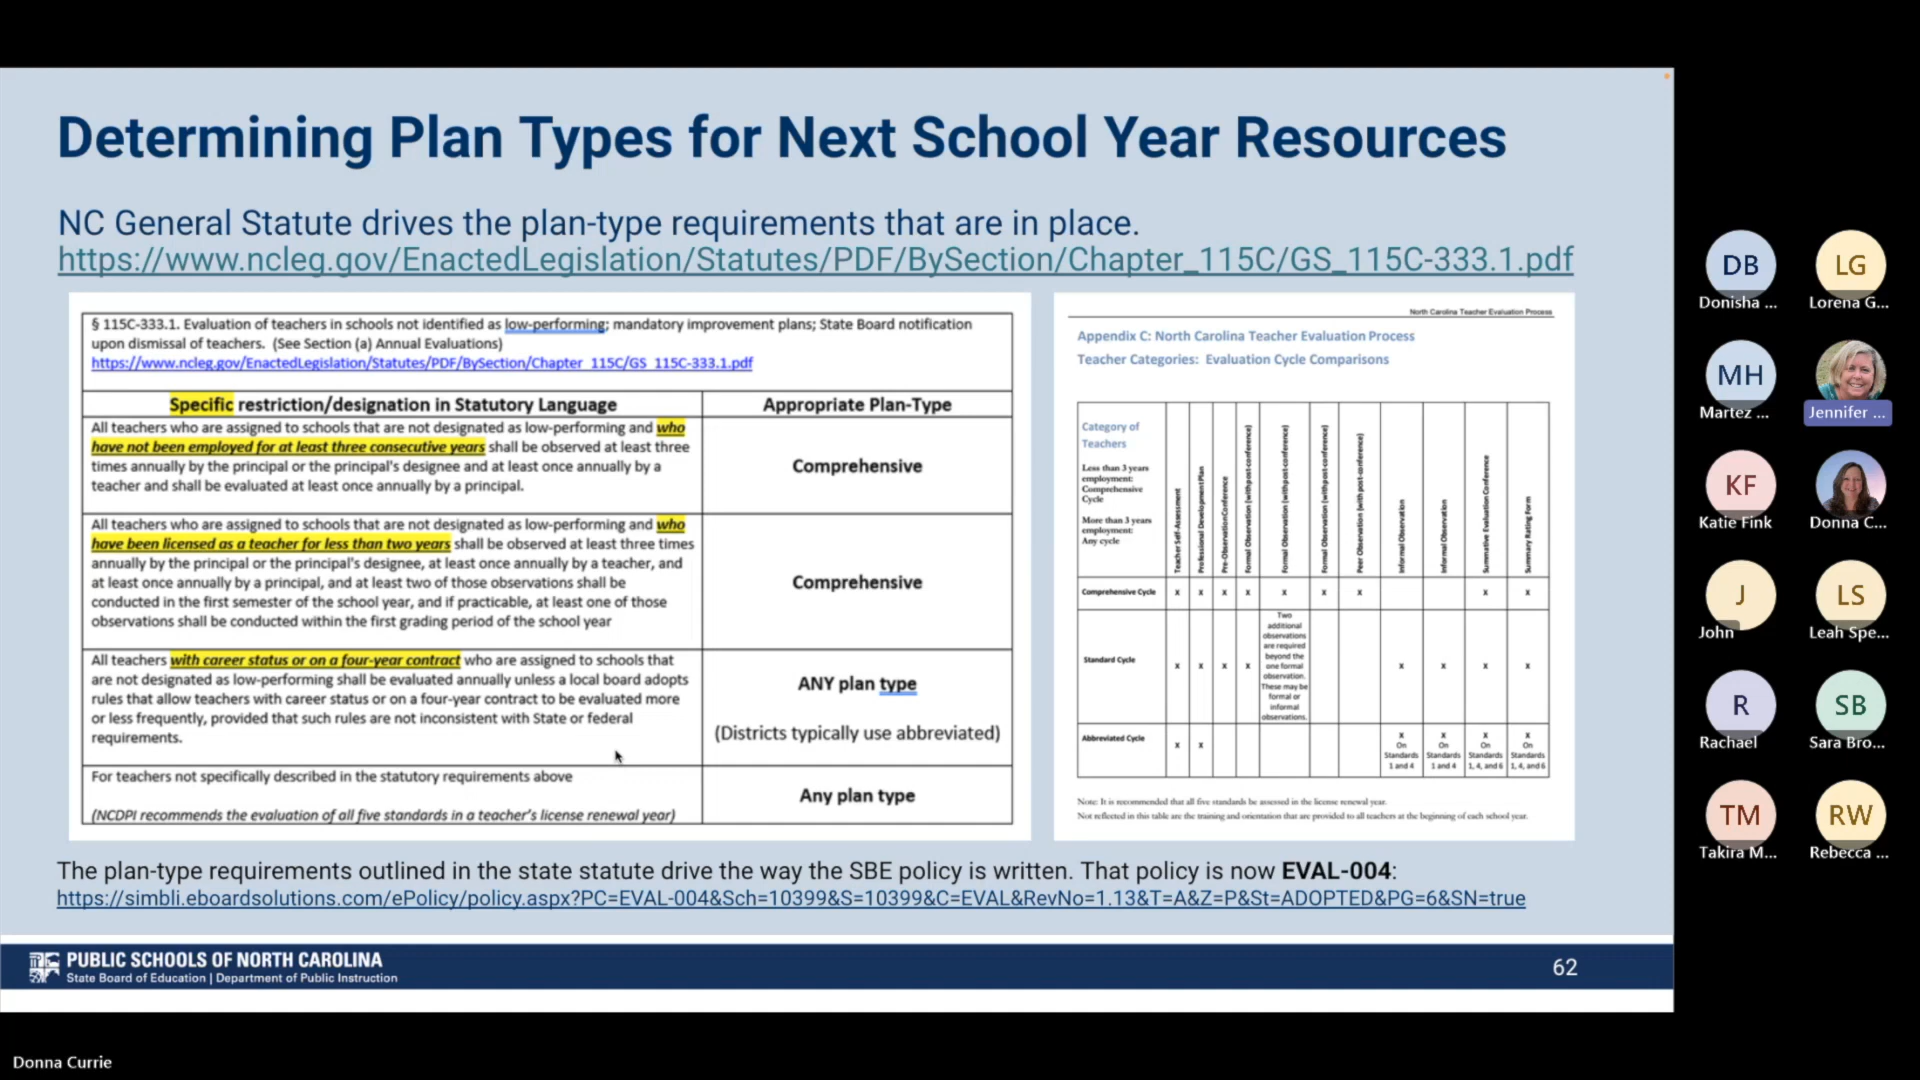 Determining Plan Types for Next School Year Resources
NC General Statute drives the plan-type requirements that are in place.
https://www.ncleg.gov/EnactedLegislation/Statutes/PDF/BySection/Chapter_115C/GS_115C-333.1.pdf
§ 115C-333.1. Evaluation of teachers in schools not identified as low-performing; mandatory improvement plans; State Board notification
upon dismissal of teachers. (See Section (a) Annual Evaluations)
https://www.ncleg.gov/EnactedLegislation/Statutes/PDF/BySection/Chapter_115C/GS_115C-333.1.pdf
Specific restriction/designation in Statutory Language
Appropriate Plan-Type
All teachers who are assigned to schools that are not designated as low-performing and who
have not been employed for at least three consecutive years shall be observed at least three
times annually by the principal or the principal's designee and at least once annually by a
teacher and shall be evaluated at least once annually by a principal.
Comprehensive
All teachers who are assigned to schools that are not designated as low-performing and who
have been licensed as a teacher for less than two years shall be observed at least three times
annually by the principal or the principal's designee, at least once annually by a teacher, and
at least once annually by a principal, and at least two of those observations shall be
conducted in the first semester of the school year, and if practicable, at least one of those
observations shall be conducted within the first grading period of the school year
Comprehensive
All teachers with career status or on a four-year contract who are assigned to schools that
are not designated as low-performing shall be evaluated annually unless a local board adopts
rules that allow teachers with career status or on a four-year contract to be evaluated more
or less frequently, provided that such rules are not inconsistent with State or federal
requirements.
ANY plan type
(Districts typically use abbreviated)
For teachers not specifically described in the statutory requirements above
(NCDPI recommends the evaluation of all five standards in a teacher's license renewal year)
Any plan type
North Carolina Teacher Evaluation Process
Appendix C: North Carolina Teacher Evaluation Process
Teacher Categories: Evaluation Cycle Comparisons
Category of
Teachers
Less than 3 years
employment:
Comprehensive
Cycle
More than 3 years
employment:
Any cycle
Teacher Self-Assessment
Professional Development Plan
Pre-Observation Conference
Formal Observation (with post-conference)
Formal Observation (with post-conference)
Formal Observation (with post-conference)
Peer Observation (with post-conference)
Informal Observation
Informal Observation
Summative Evaluation Conference
Summary Rating Form
Comprehensive Cycle x x x x x x x x x
Standard Cycle x x x x
Two
additional
observations
are required
beyond the
one formal
observation.
These may be
formal or
informal
observations.
x x x x
Abbreviated Cycle x x
x On Standards 1 and 4
x On Standards 1 and 4
x On Standards 1, 4, and 6
x On Standards 1, 4, and 6
Note: It is recommended that all five standards be assessed in the license renewal year.
Not reflected in this table are the training and orientation that are provided to all teachers at the beginning of each school year.
The plan-type requirements outlined in the state statute drive the way the SBE policy is written. That policy is now EVAL-004:
https://simbli.eboardsolutions.com/ePolicy/policy.aspx?PC=EVAL-004&Sch=10399&S=10399&C=EVAL&RevNo=1.13&T=A&Z=P&St=ADOPTED&PG=6&SN=true
PUBLIC SCHOOLS OF NORTH CAROLINA
State Board of Education | Department of Public Instruction
62
DB
Donisha ...
LG
Lorena G...
MH
Martez ...
Jennifer ...
KF
Katie Fink
Donna C...
J
John
LS
Leah Spe...
R
Rachael
SB
Sara Bro...
TM
Takira M...
RW
Rebecca ...
Donna Currie